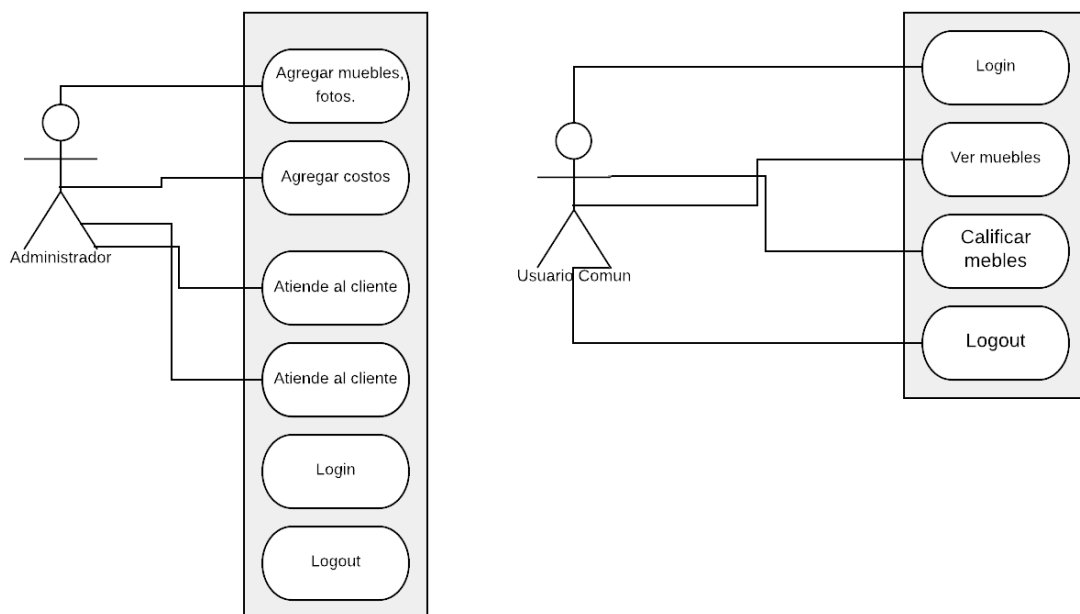 Agregar muebles,
fotos.
Agregar costos
Administrador
Atiende al cliente
Atiende al cliente
Login
Logout
Login
Ver muebles
Calificar
mebles
Usuario Comun
Logout